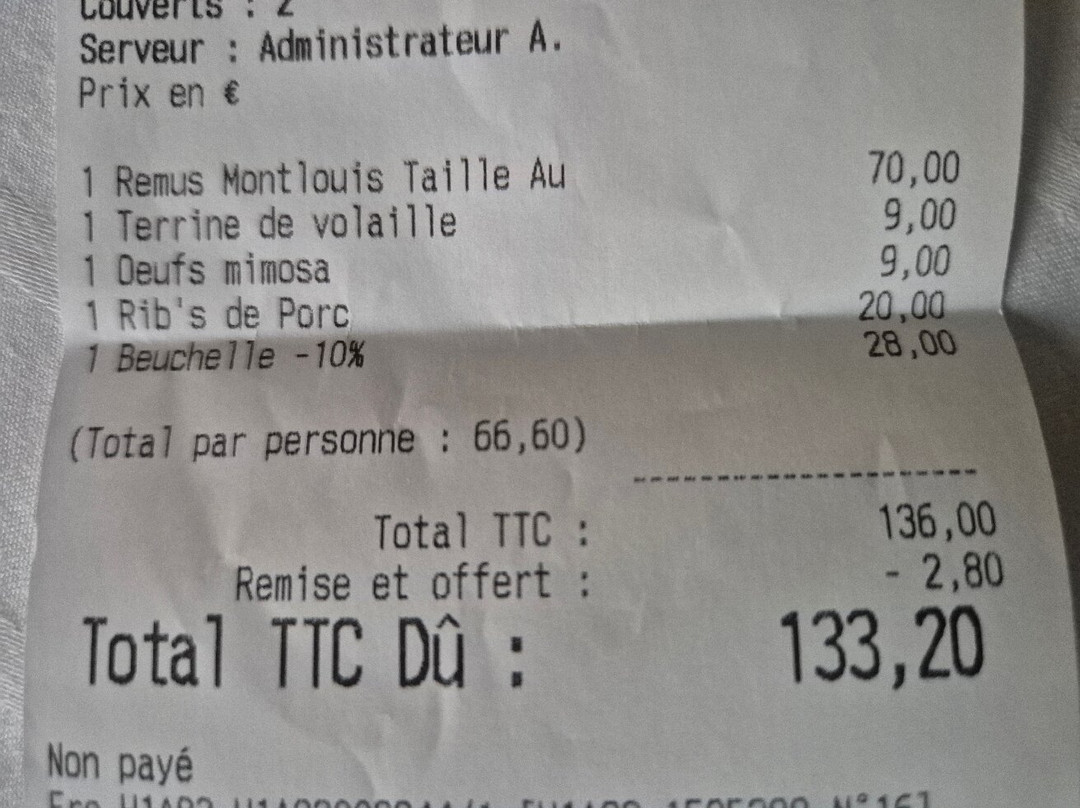 Couverts : 2
Serveur : Administrateur A.
Prix en €
1 Remus Montlouis Taille Au 70,00
1 Terrine de volaille 9,00
1 Oeufs mimosa 9,00
1 Rib's de Porc 20,00
1 Beuchelle -10% 28,00
(Total par personne : 66,60)
Total TTC : 136,00
Remise et offert : - 2,80
Total TTC Dû : 133,20
Non payé